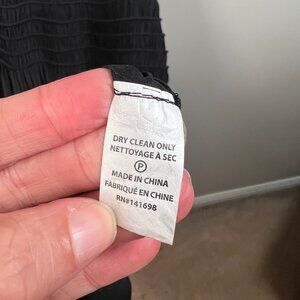 DRY CLEAN ONLY
NETTOYAGE À SEC
P
MADE IN CHINA
FABRIQUÉ EN CHINE
RN#141698